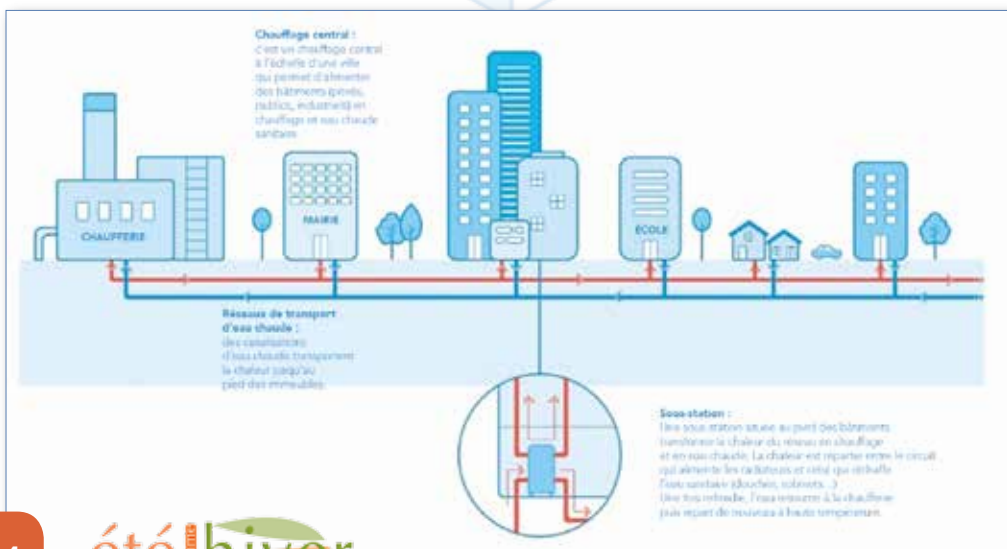 Chauffage central :
c'est un chauffage central
à l'échelle d'une ville
qui permet d'alimenter
des bâtiments (privés,
publics, industriels) en
chauffage et eau chaude
sanitaire
CHAUFFERIE
MAIRIE
ECOLE
Réseaux de transport
d'eau chaude :
des canalisations
d'eau chaude transportent
la chaleur jusqu'au
pied des immeubles.
Sous-station :
Une sous station située au pied des bâtiments
transforme la chaleur du réseau en chauffage
et en eau chaude. La chaleur est répartie entre le circuit
qui alimente les radiateurs et celui qui réchauffe
l'eau sanitaire (douches, robinets...)
Une fois refroidie, l'eau retourne à la chaufferie
puis repart de nouveau à haute température.
été hiver